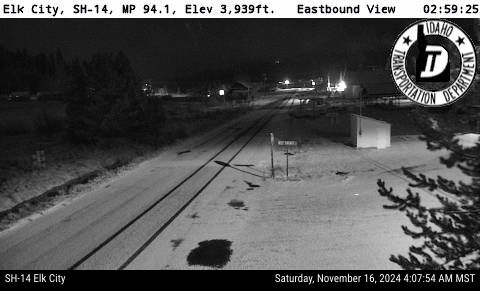 Elk City, SH-14, MP 94.1, Elev 3,939ft. Eastbound View 02:59:25
IDAHO
TRANSPORTATION DEPARTMENT
SH-14 Elk City Saturday, November 16, 2024 4:07:54 AM MST